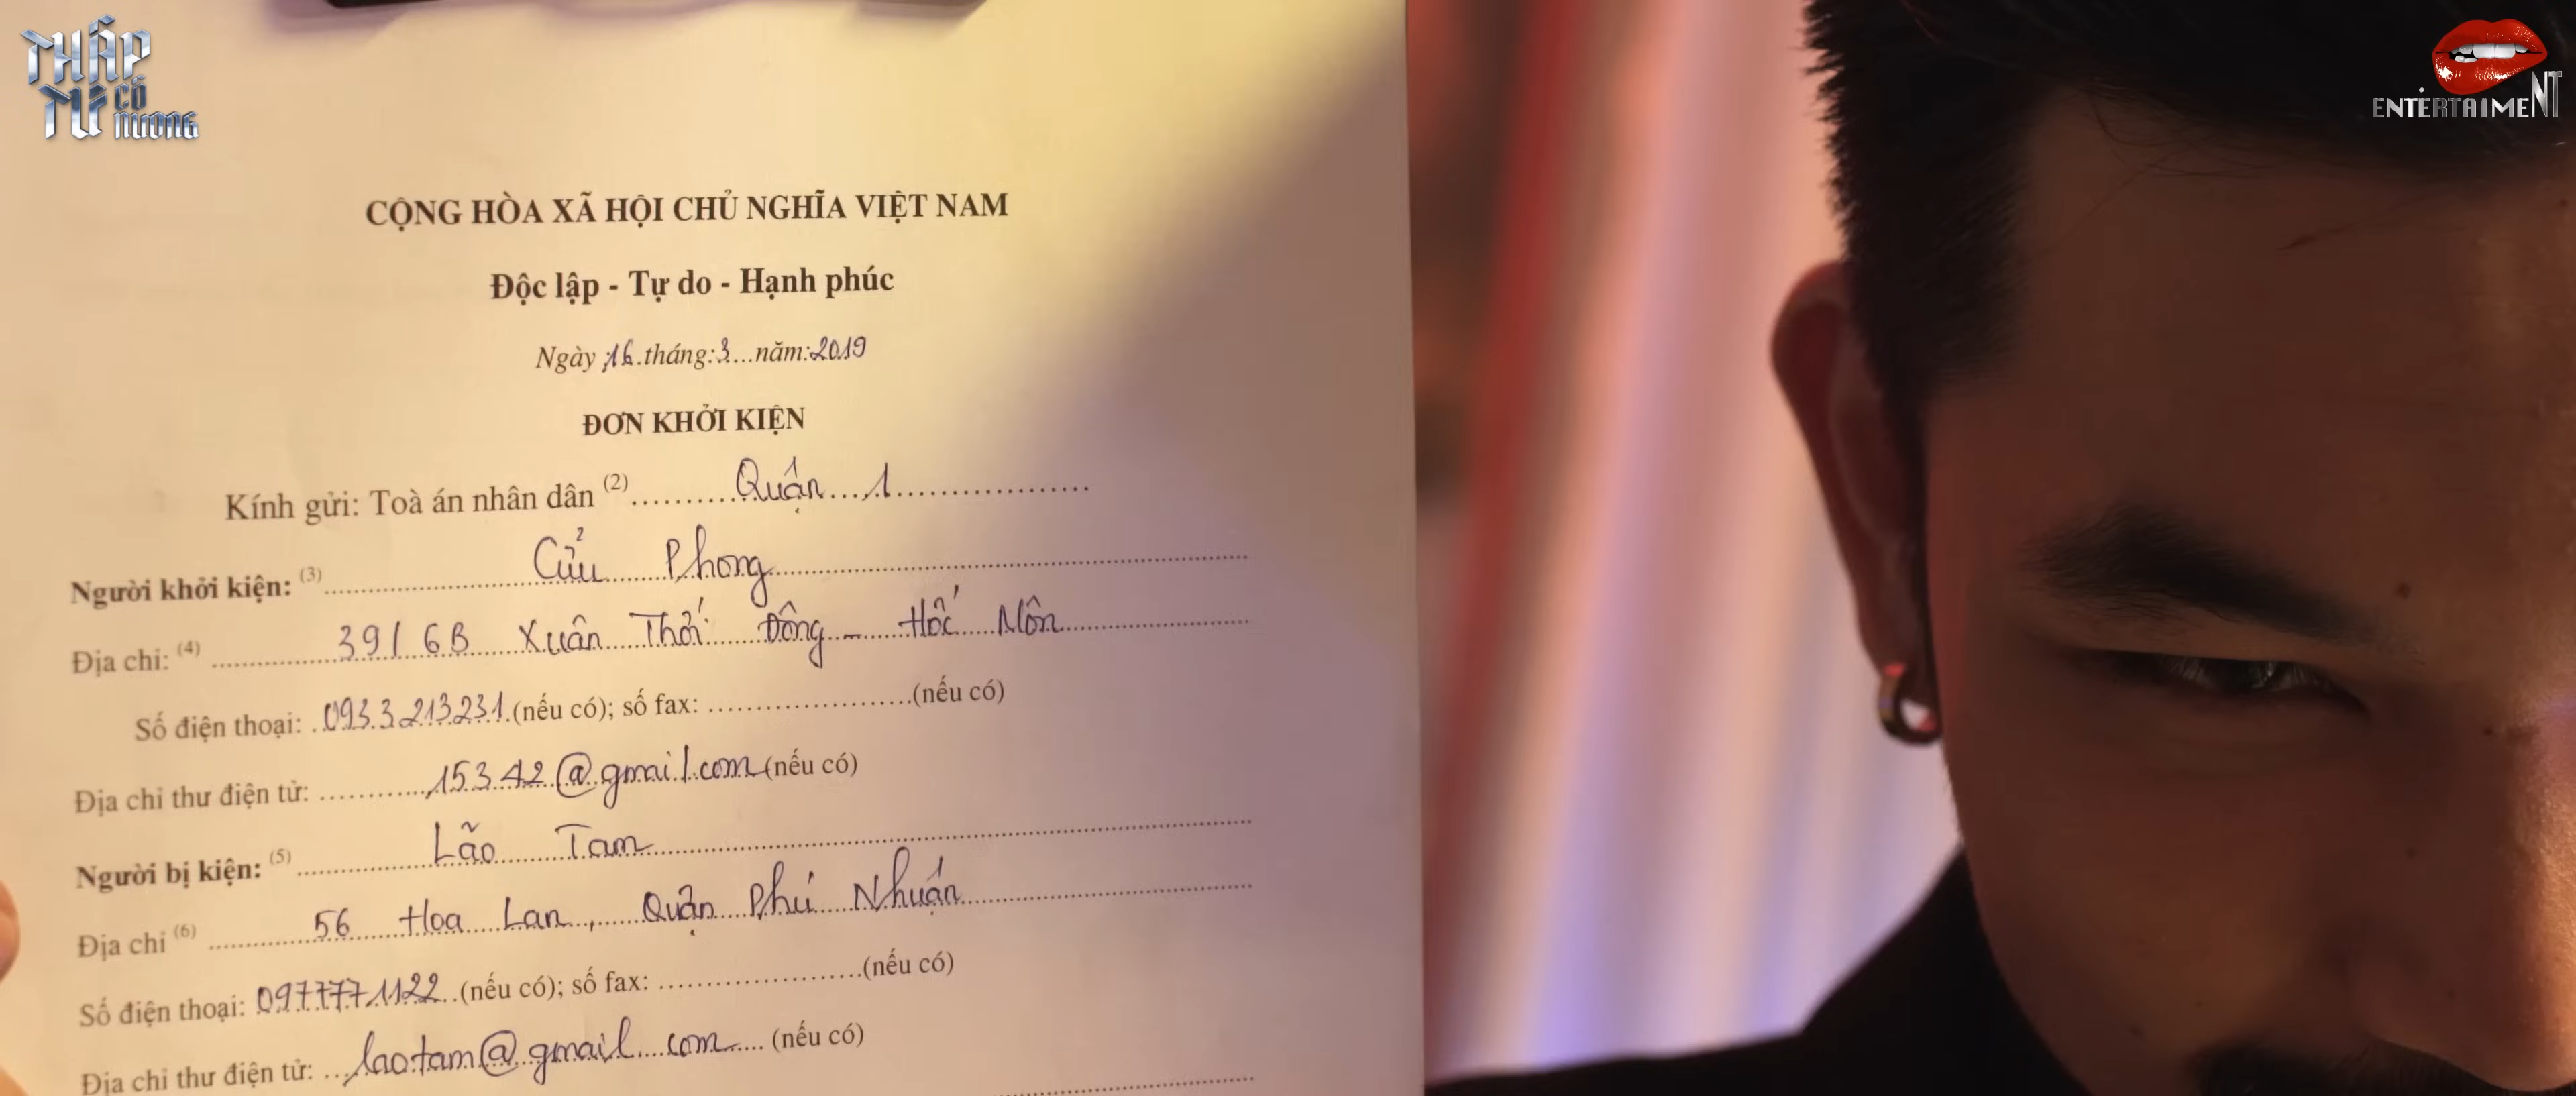 THẬP
TỨ CÔ
NƯƠNG
ENTERTAIMENT
CỘNG HÒA XÃ HỘI CHỦ NGHĨA VIỆT NAM
Độc lập - Tự do - Hạnh phúc
Ngày 16.tháng:3...năm:2019
ĐƠN KHỞI KIỆN
Kính gửi: Toà án nhân dân (2)..........Quận....1......................
Người khởi kiện: (3) ........................ Cửu Phong........................
Địa chỉ: (4) ............... 39/6B Xuân Thới Đông - Hốc Môn........................
Số điện thoại: .0933213231.(nếu có); số fax: .......................(nếu có)
Địa chỉ thư điện tử: ............15342@gmail.com (nếu có)
Người bị kiện: (5) ............... Lão Tam........................
Địa chỉ (6) ............... 56 Hoa Lan, Quận Phú Nhuận........................
Số điện thoại: 0977771122..(nếu có); số fax: .......................(nếu có)
Địa chỉ thư điện tử: ...laotam@gmail.com.... (nếu có)